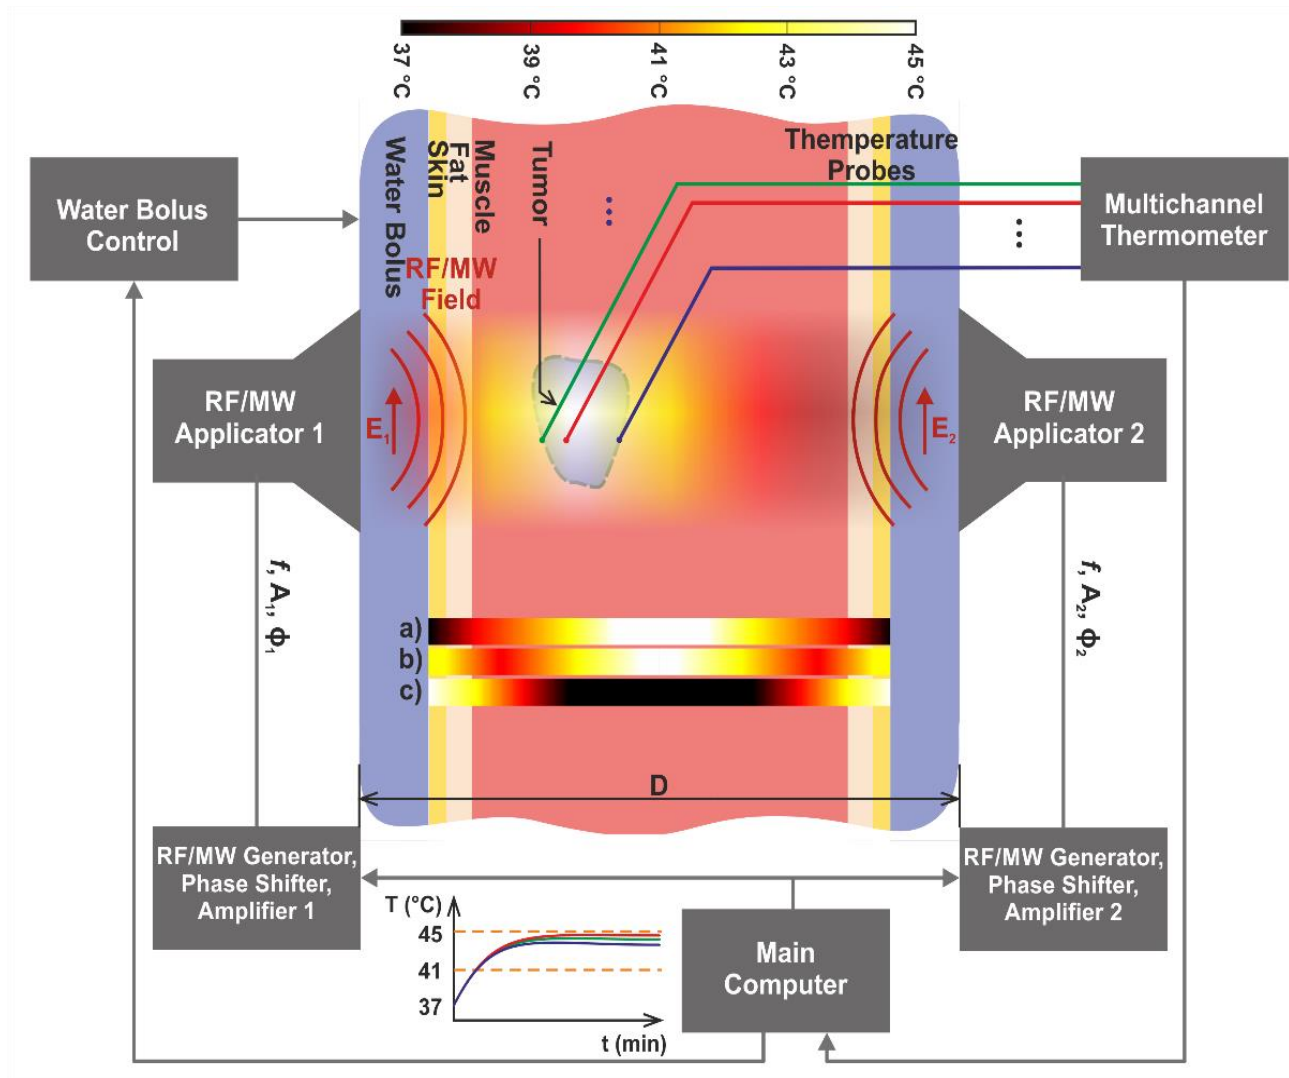 37 °C
39 °C
41 °C
43 °C
45 °C
Water Bolus
Skin
Fat
Muscle
Tumor
Themperature
Probes
Water Bolus
Control
Multichannel
Thermometer
RF/MW
Field
RF/MW
Applicator 1
E1
E2
RF/MW
Applicator 2
f, A1, Φ1
f, A2, Φ2
a)
b)
c)
D
RF/MW Generator,
Phase Shifter,
Amplifier 1
RF/MW Generator,
Phase Shifter,
Amplifier 2
T (°C)
45
41
37
t (min)
Main
Computer